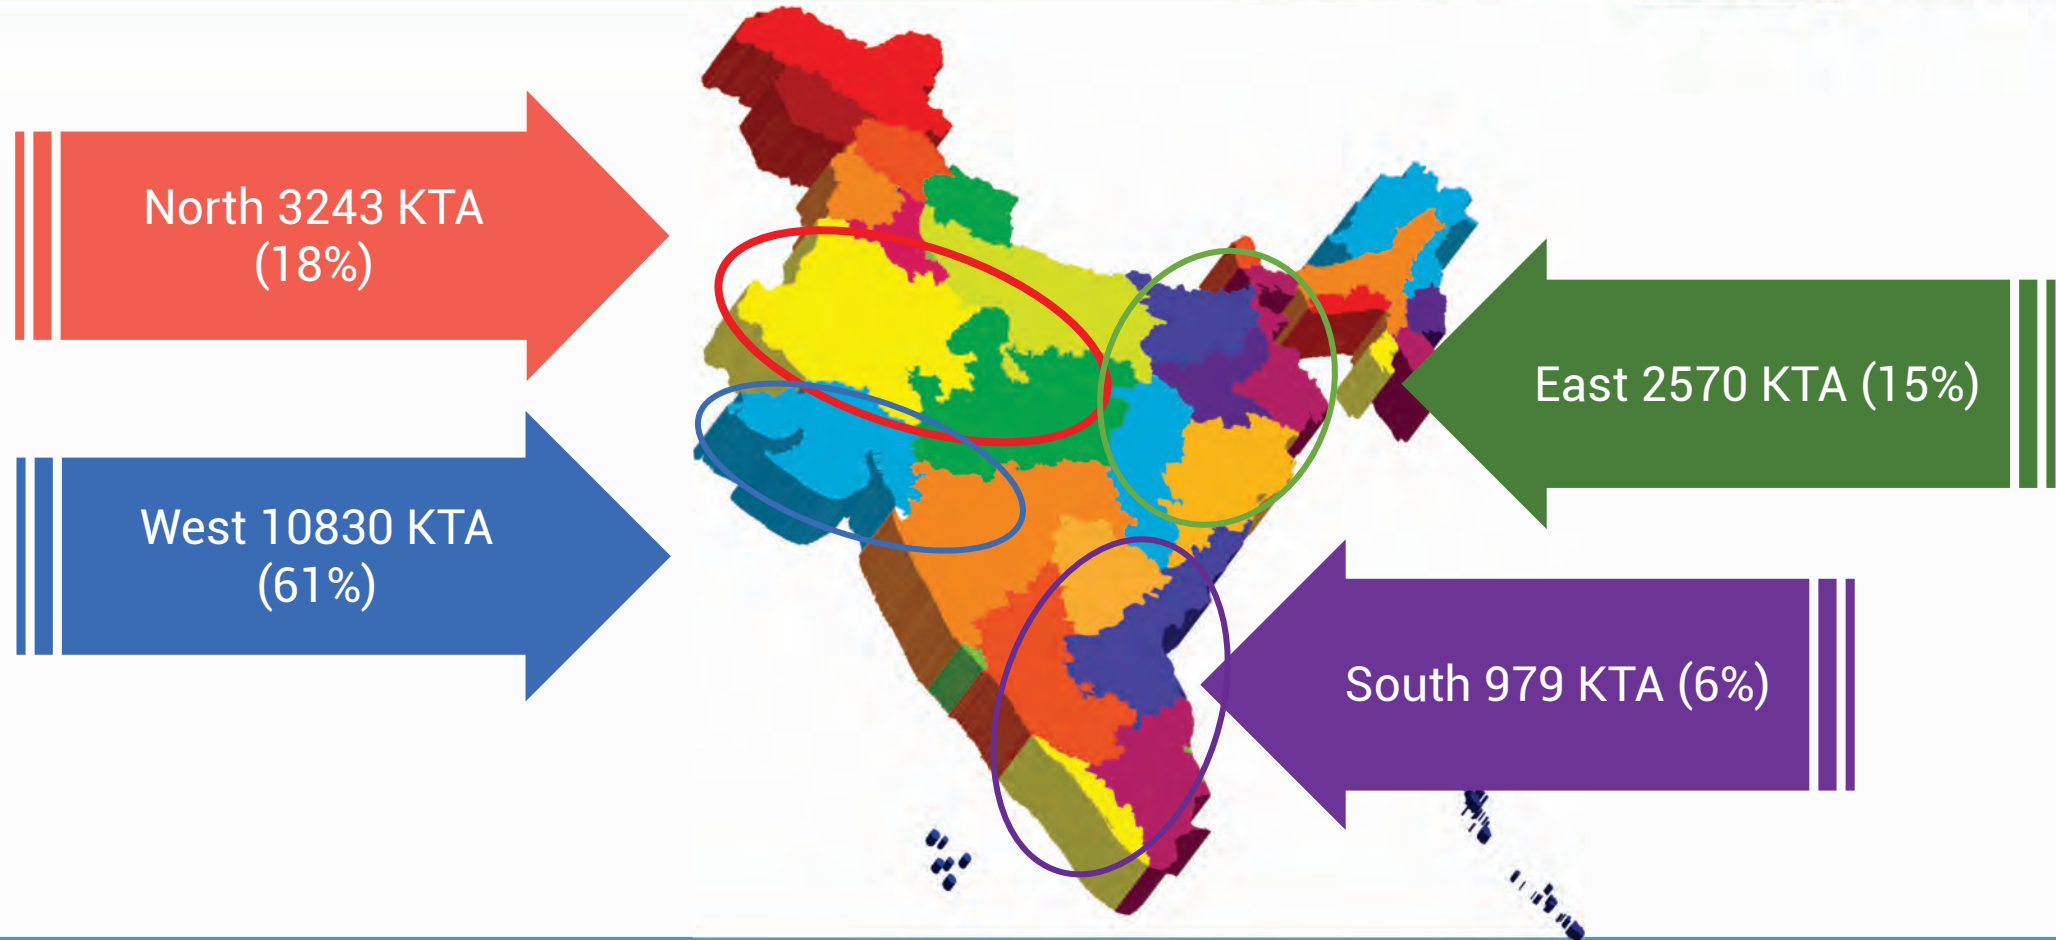 North 3243 KTA
(18%)
West 10830 KTA
(61%)
East 2570 KTA (15%)
South 979 KTA (6%)